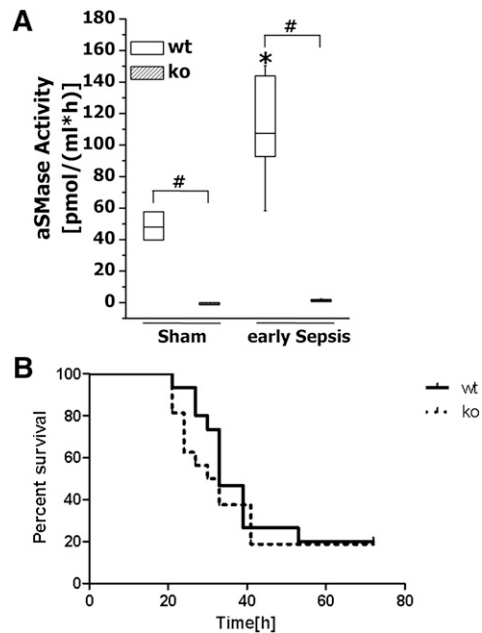 A
aSMase Activity
[pmol/(ml*h)]
180
160
140
120
100
80
60
40
20
0
wt
ko
#
*
#
Sham
early Sepsis
B
Percent survival
100
80
60
40
20
0
0
20
40
60
80
Time[h]
wt
ko